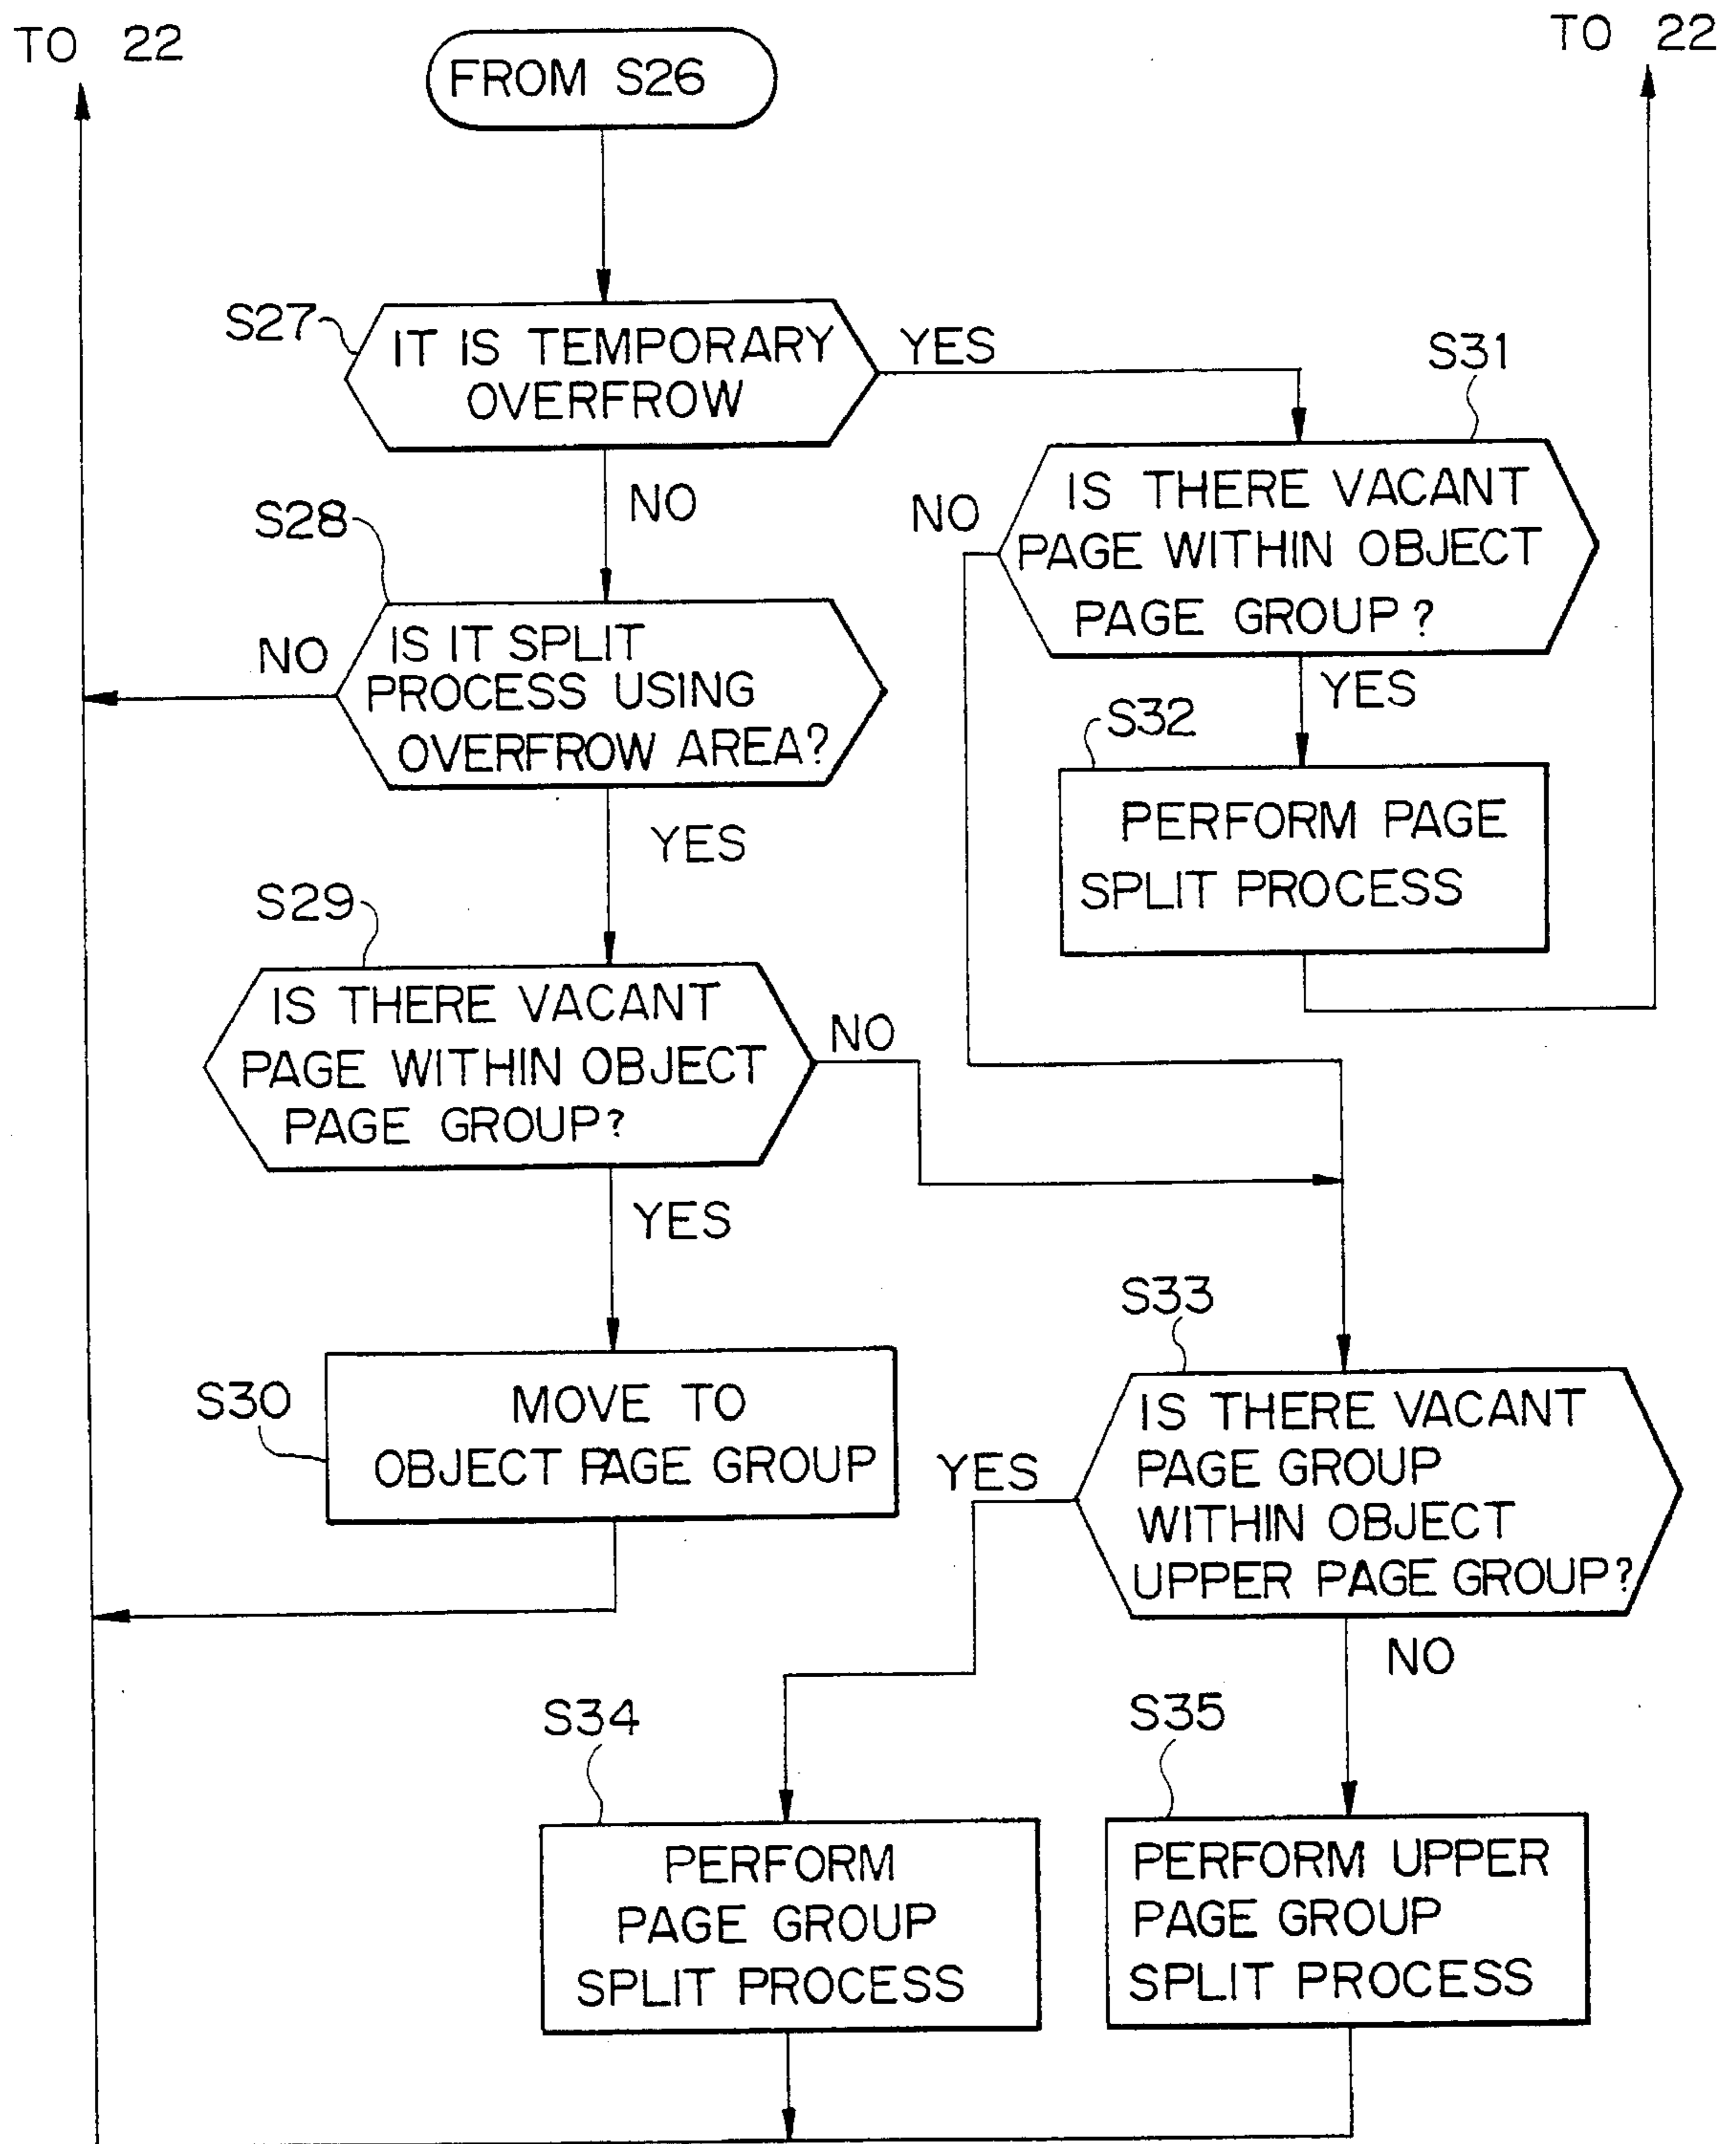 TO 22
FROM S26
TO 22
S27
IT IS TEMPORARY
OVERFROW
YES
NO
S31
IS THERE VACANT
PAGE WITHIN OBJECT
PAGE GROUP?
NO
YES
S28
IS IT SPLIT
PROCESS USING
OVERFROW AREA?
NO
YES
S32
PERFORM PAGE
SPLIT PROCESS
S29
IS THERE VACANT
PAGE WITHIN OBJECT
PAGE GROUP?
NO
YES
S30
MOVE TO
OBJECT PAGE GROUP
S33
IS THERE VACANT
PAGE GROUP
WITHIN OBJECT
UPPER PAGE GROUP?
YES
NO
S34
PERFORM
PAGE GROUP
SPLIT PROCESS
S35
PERFORM UPPER
PAGE GROUP
SPLIT PROCESS